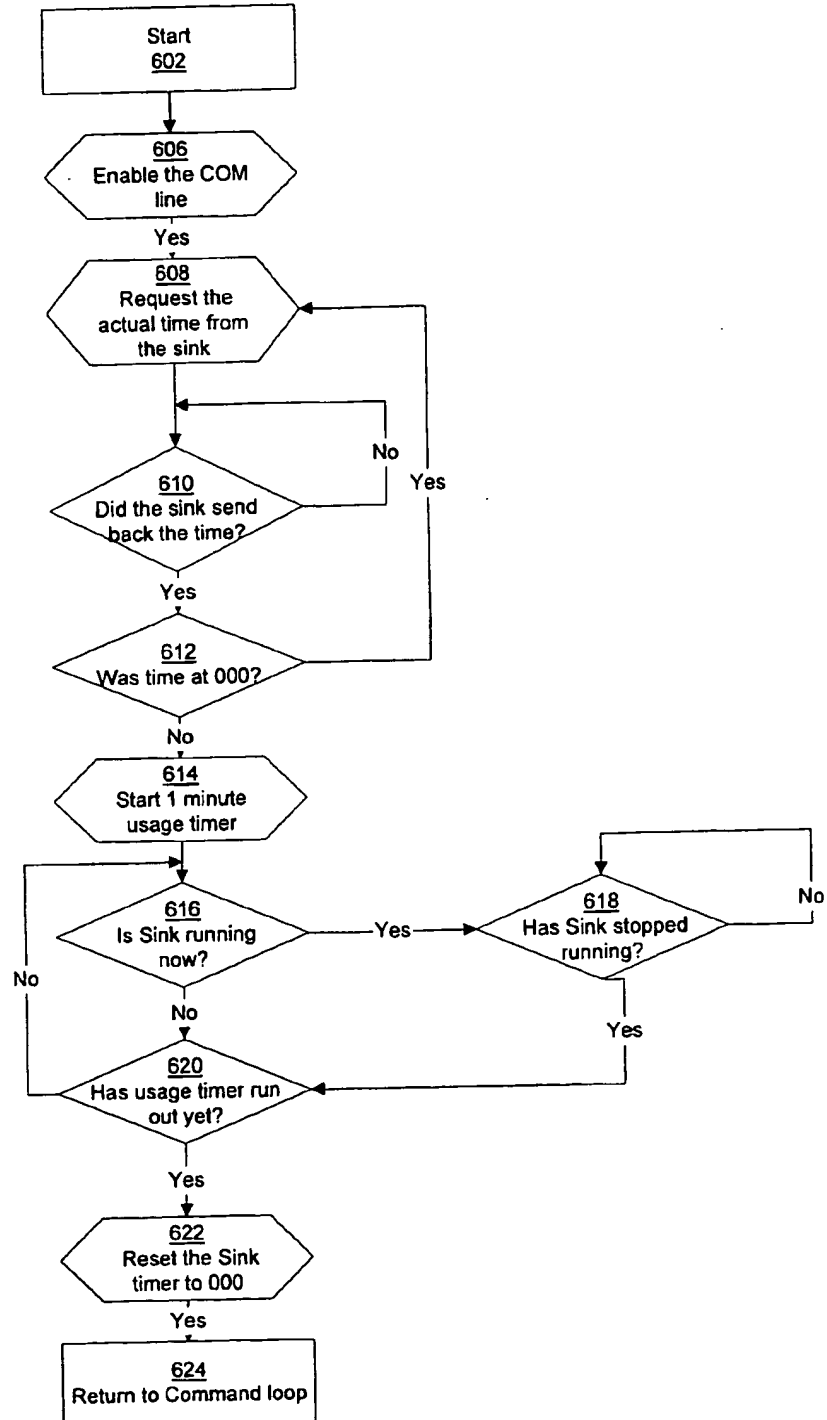 Start
602
606
Enable the COM
line
Yes
608
Request the
actual time from
the sink
No
Yes
610
Did the sink send
back the time?
Yes
612
Was time at 000?
No
614
Start 1 minute
usage timer
616
Is Sink running
now?
Yes
618
Has Sink stopped
running?
No
No
No
Yes
620
Has usage timer run
out yet?
Yes
622
Reset the Sink
timer to 000
Yes
624
Return to Command loop